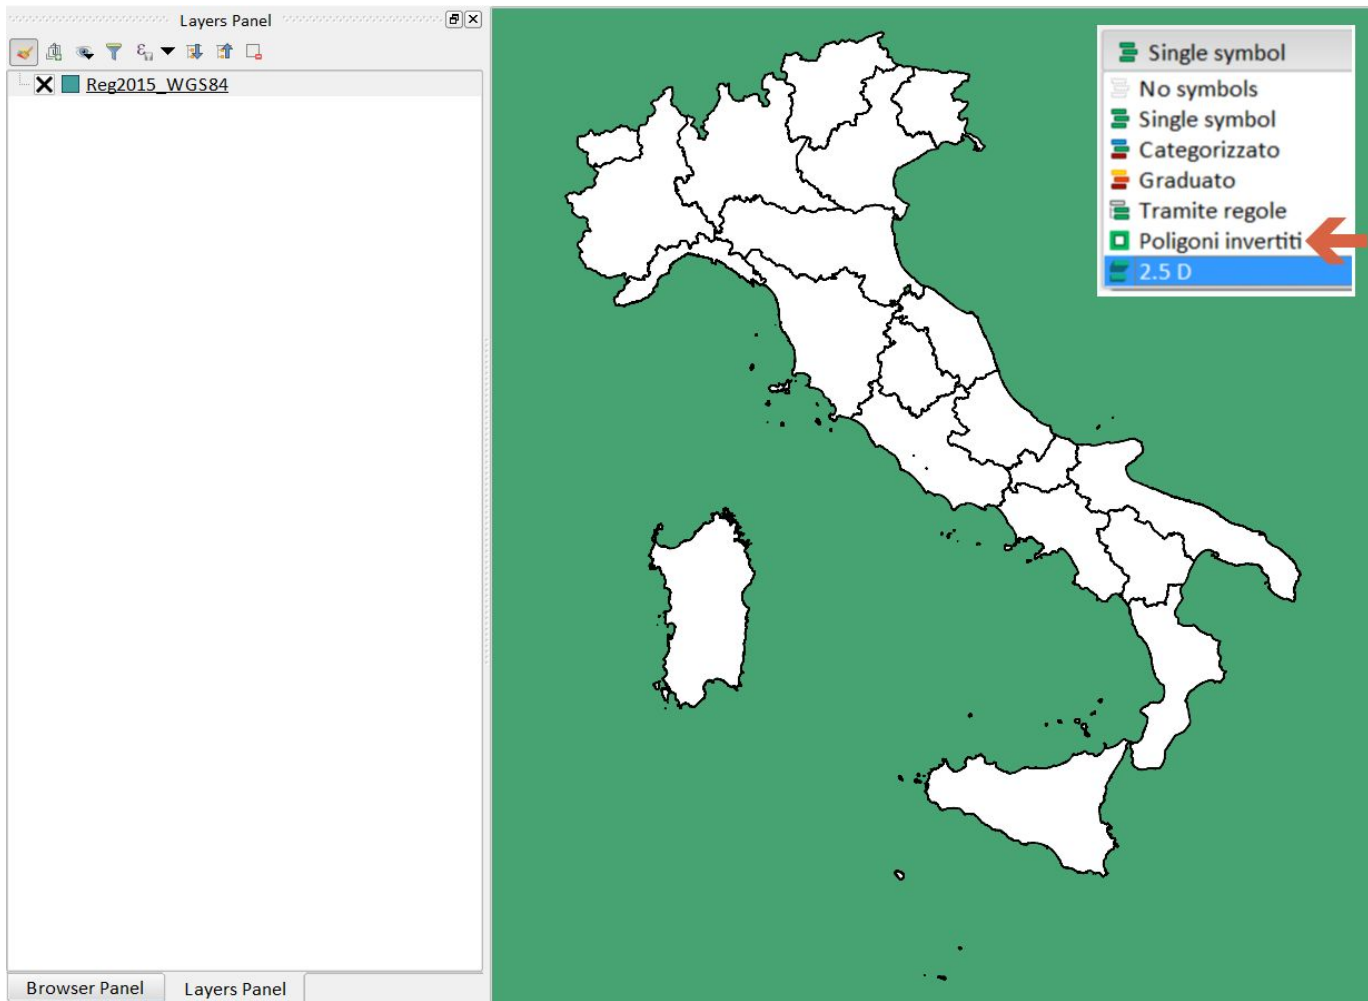 Layers Panel
Reg2015_WGS84
Single symbol
No symbols
Single symbol
Categorizzato
Graduato
Tramite regole
Poligoni invertiti
2.5 D
Browser Panel
Layers Panel